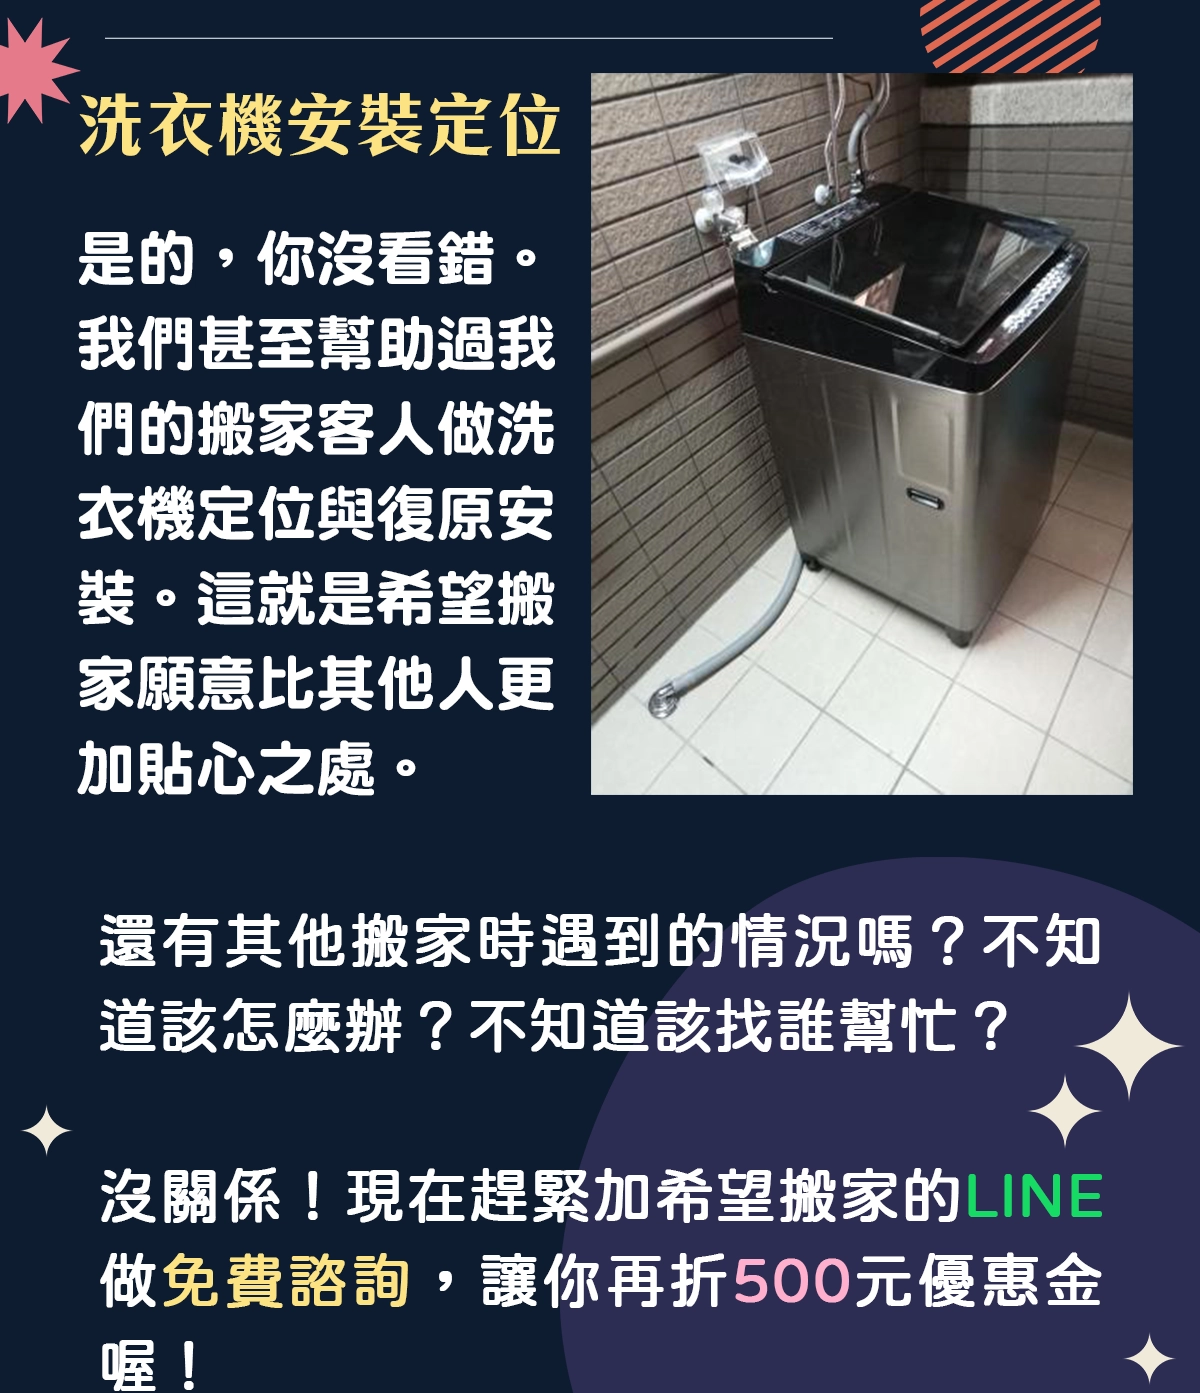 洗衣機安裝定位
是的，你沒看錯。
我們甚至幫助過我
們的搬家客人做洗
衣機定位與復原安
裝。這就是希望搬
家願意比其他人更
加貼心之處。
還有其他搬家時遇到的情況嗎？不知
道該怎麼辦？不知道該找誰幫忙？
沒關係！現在趕緊加希望搬家的LINE
做免費諮詢，讓你再折500元優惠金
喔！